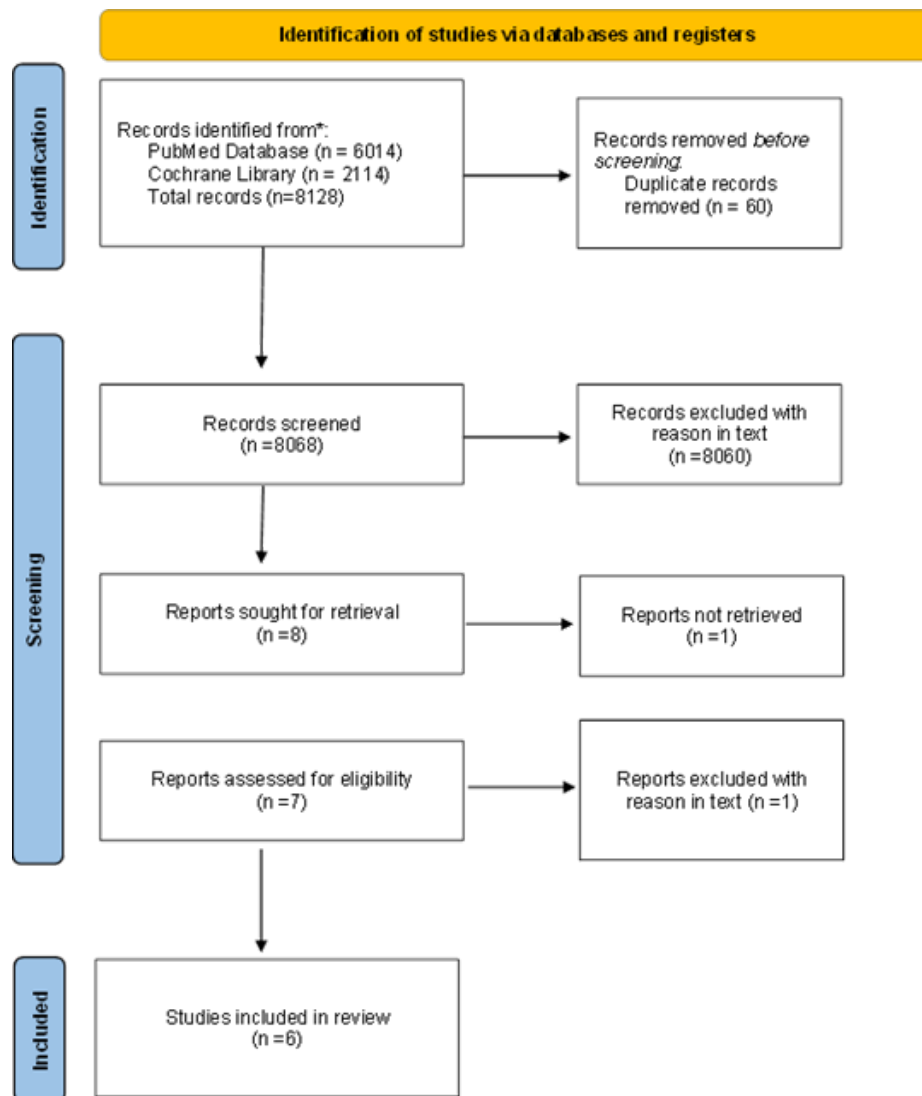 Identification of studies via databases and registers
Identification
Records identified from*:
PubMed Database (n = 6014)
Cochrane Library (n = 2114)
Total records (n=8128)
Records removed before
screening:
Duplicate records
removed (n = 60)
Screening
Records screened
(n =8068)
Records excluded with
reason in text
(n =8060)
Reports sought for retrieval
(n =8)
Reports not retrieved
(n =1)
Reports assessed for eligibility
(n =7)
Reports excluded with
reason in text (n =1)
Included
Studies included in review
(n =6)